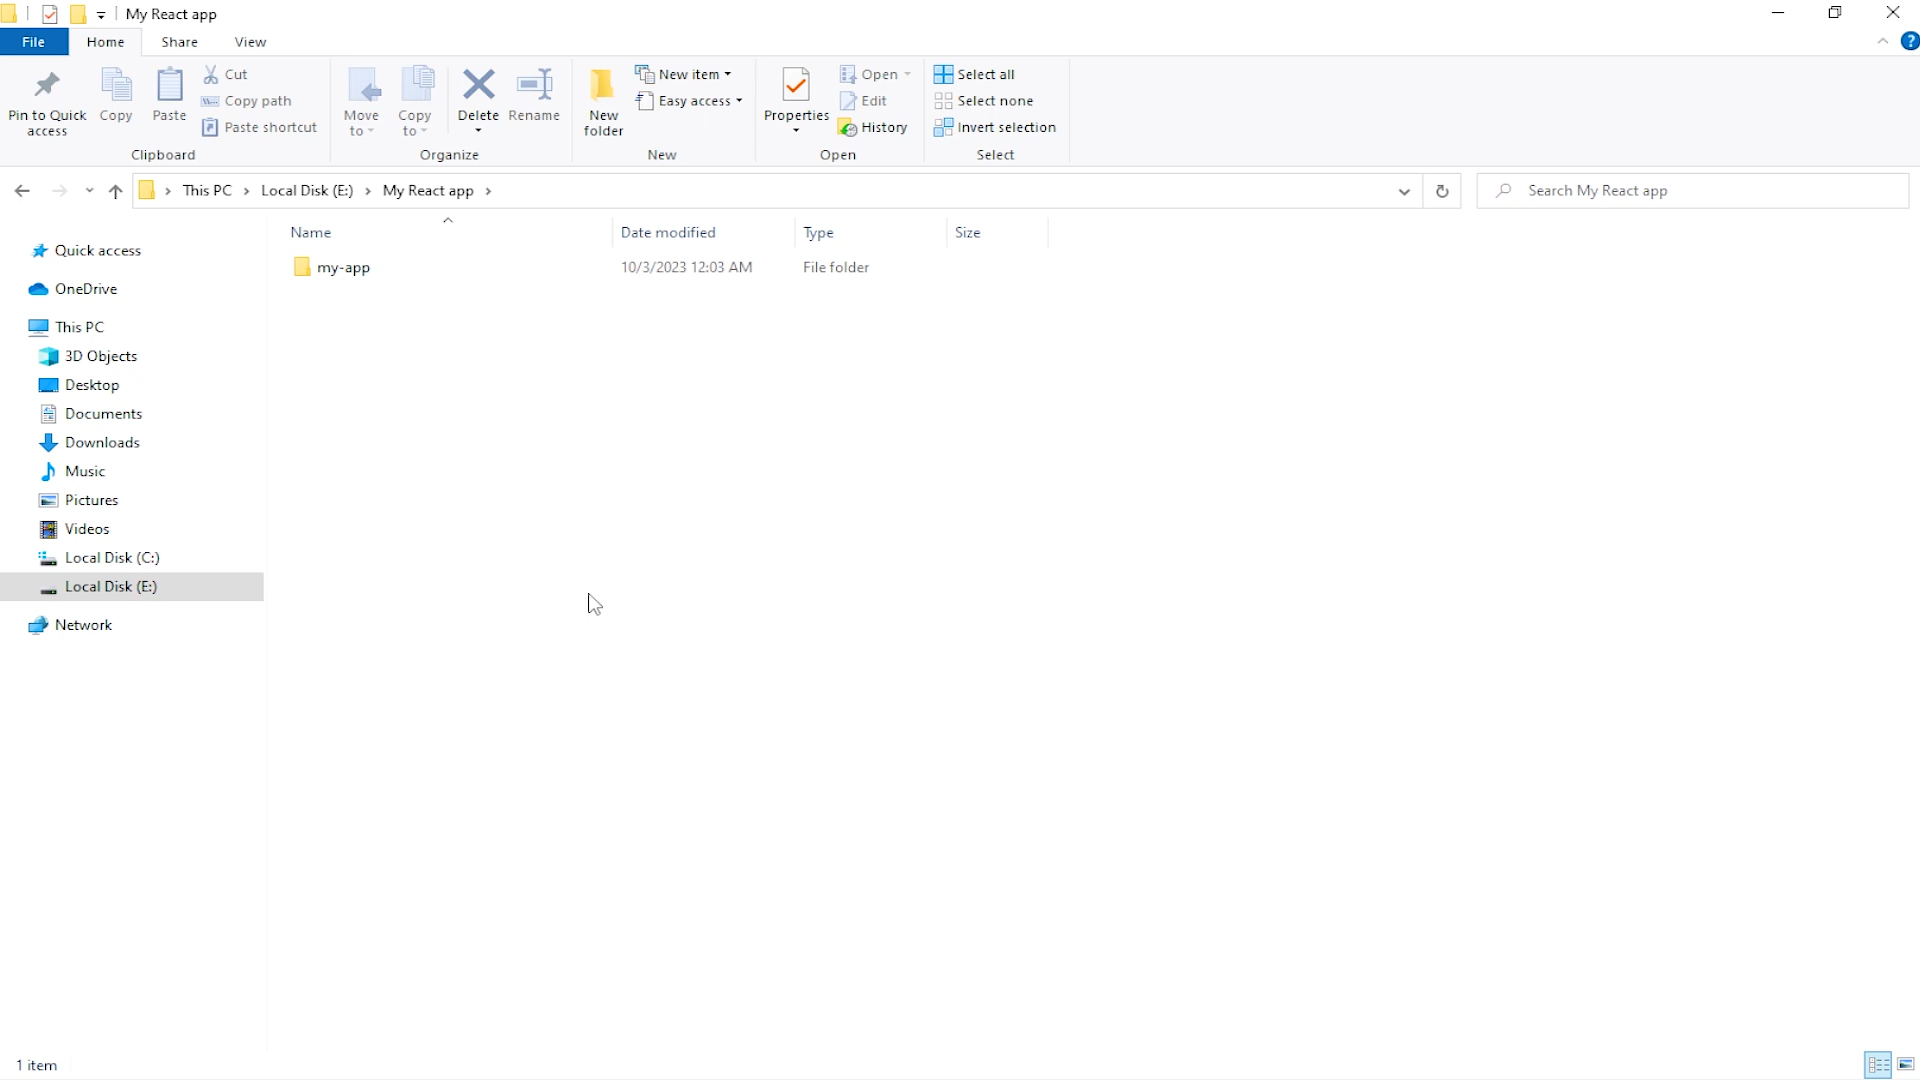 My React app
File Home Share View
Pin to Quick access
Copy
Paste
Cut
Copy path
Paste shortcut
Clipboard
Move to
Copy to
Delete
Rename
Organize
New folder
New item
Easy access
New
Properties
Open
Edit
History
Open
Select all
Select none
Invert selection
Select
This PC > Local Disk (E:) > My React app >
Search My React app
Name Date modified Type Size
my-app 10/3/2023 12:03 AM File folder
Quick access
OneDrive
This PC
3D Objects
Desktop
Documents
Downloads
Music
Pictures
Videos
Local Disk (C:)
Local Disk (E:)
Network
1 item